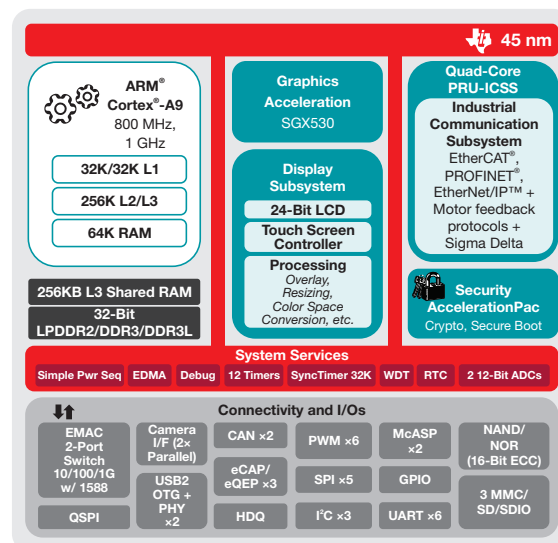 45 nm
ARM®
Cortex®-A9
800 MHz,
1 GHz
32K/32K L1
256K L2/L3
64K RAM
256KB L3 Shared RAM
32-Bit
LPDDR2/DDR3/DDR3L
Graphics
Acceleration
SGX530
Display
Subsystem
24-Bit LCD
Touch Screen
Controller
Processing
Overlay,
Resizing,
Color Space
Conversion, etc.
Quad-Core
PRU-ICSS
Industrial
Communication
Subsystem
EtherCAT®,
PROFINET®,
EtherNet/IP™ +
Motor feedback
protocols +
Sigma Delta
Security
AccelerationPac
Crypto, Secure Boot
System Services
Simple Pwr Seq
EDMA
Debug
12 Timers
SyncTimer 32K
WDT
RTC
2 12-Bit ADCs
Connectivity and I/Os
EMAC
2-Port
Switch
10/100/1G
w/ 1588
QSPI
Camera
I/F (2×
Parallel)
USB2
OTG +
PHY
×2
CAN ×2
eCAP/
eQEP ×3
HDQ
PWM ×6
SPI ×5
I²C ×3
McASP
×2
GPIO
UART ×6
NAND/
NOR
(16-Bit ECC)
3 MMC/
SD/SDIO